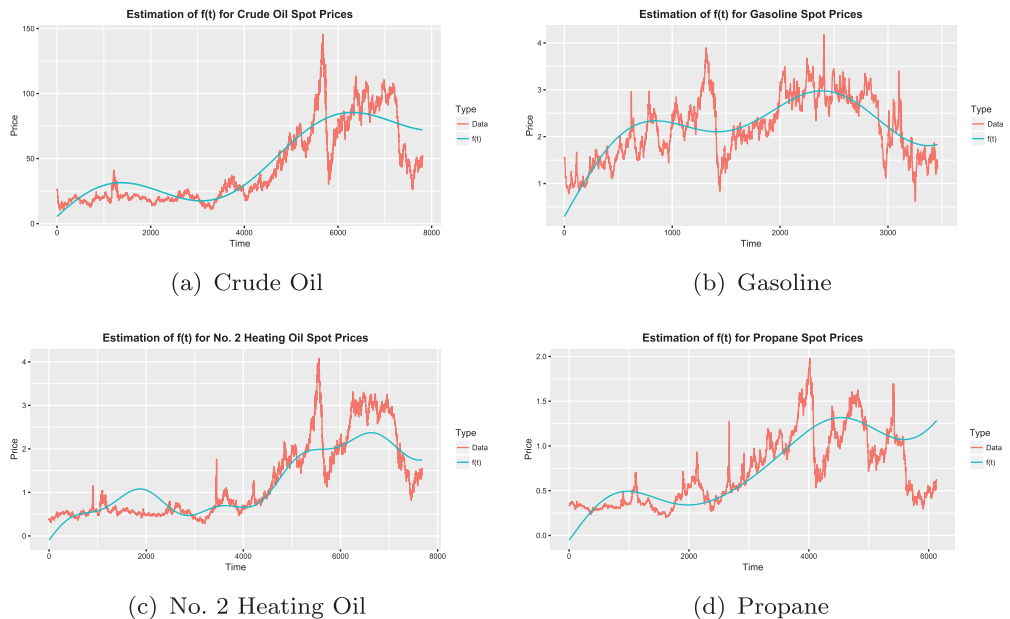 Estimation of f(t) for Crude Oil Spot Prices
150
100
50
0
Price
0 2000 4000 6000 8000
Time
Type
Data
f(t)
(a) Crude Oil
Estimation of f(t) for Gasoline Spot Prices
4
3
2
1
Price
0 1000 2000 3000
Time
Type
Data
f(t)
(b) Gasoline
Estimation of f(t) for No. 2 Heating Oil Spot Prices
4
3
2
1
0
Price
0 2000 4000 6000 8000
Time
Type
Data
f(t)
(c) No. 2 Heating Oil
Estimation of f(t) for Propane Spot Prices
2.0
1.5
1.0
0.5
0.0
Price
0 2000 4000 6000
Time
Type
Data
f(t)
(d) Propane